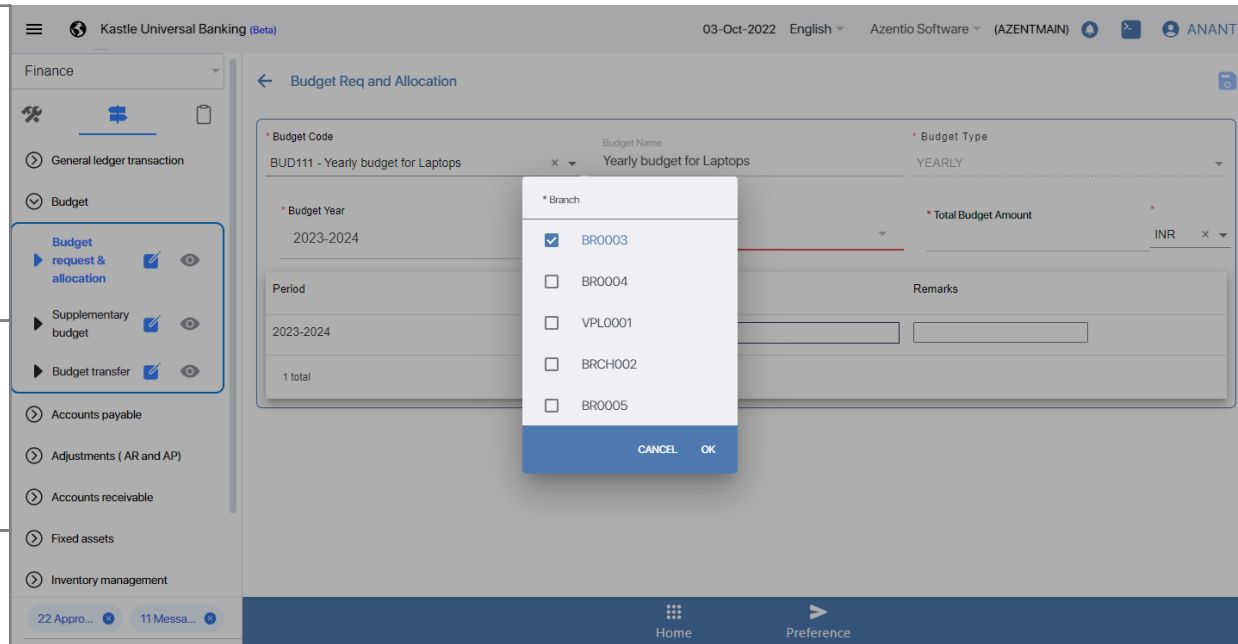 Kastle Universal Banking (Beta)
03-Oct-2022 English Azentio Software (AZENTMAIN) ANANT
Finance
General ledger transaction
Budget
Budget
request &
allocation
Supplementary
budget
Budget transfer
Accounts payable
Adjustments ( AR and AP)
Accounts receivable
Fixed assets
Inventory management
22 Appro... 11 Messa...
Budget Req and Allocation
* Budget Code
BUD111 - Yearly budget for Laptops
Budget Name
Yearly budget for Laptops
* Budget Type
YEARLY
* Budget Year
2023-2024
* Total Budget Amount
*
INR
Period
Remarks
2023-2024
1 total
* Branch
BR0003
BR0004
VPL0001
BRCH002
BR0005
CANCEL OK
Home Preference